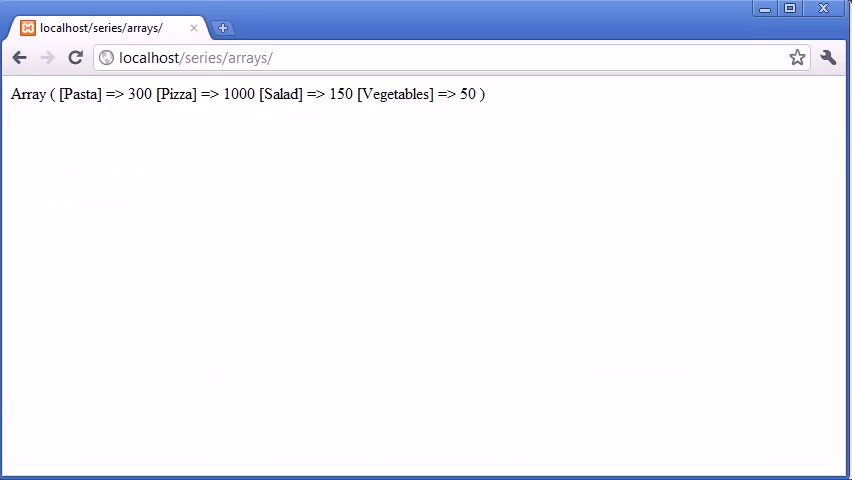 localhost/series/arrays/
localhost/series/arrays/
Array ( [Pasta] => 300 [Pizza] => 1000 [Salad] => 150 [Vegetables] => 50 )